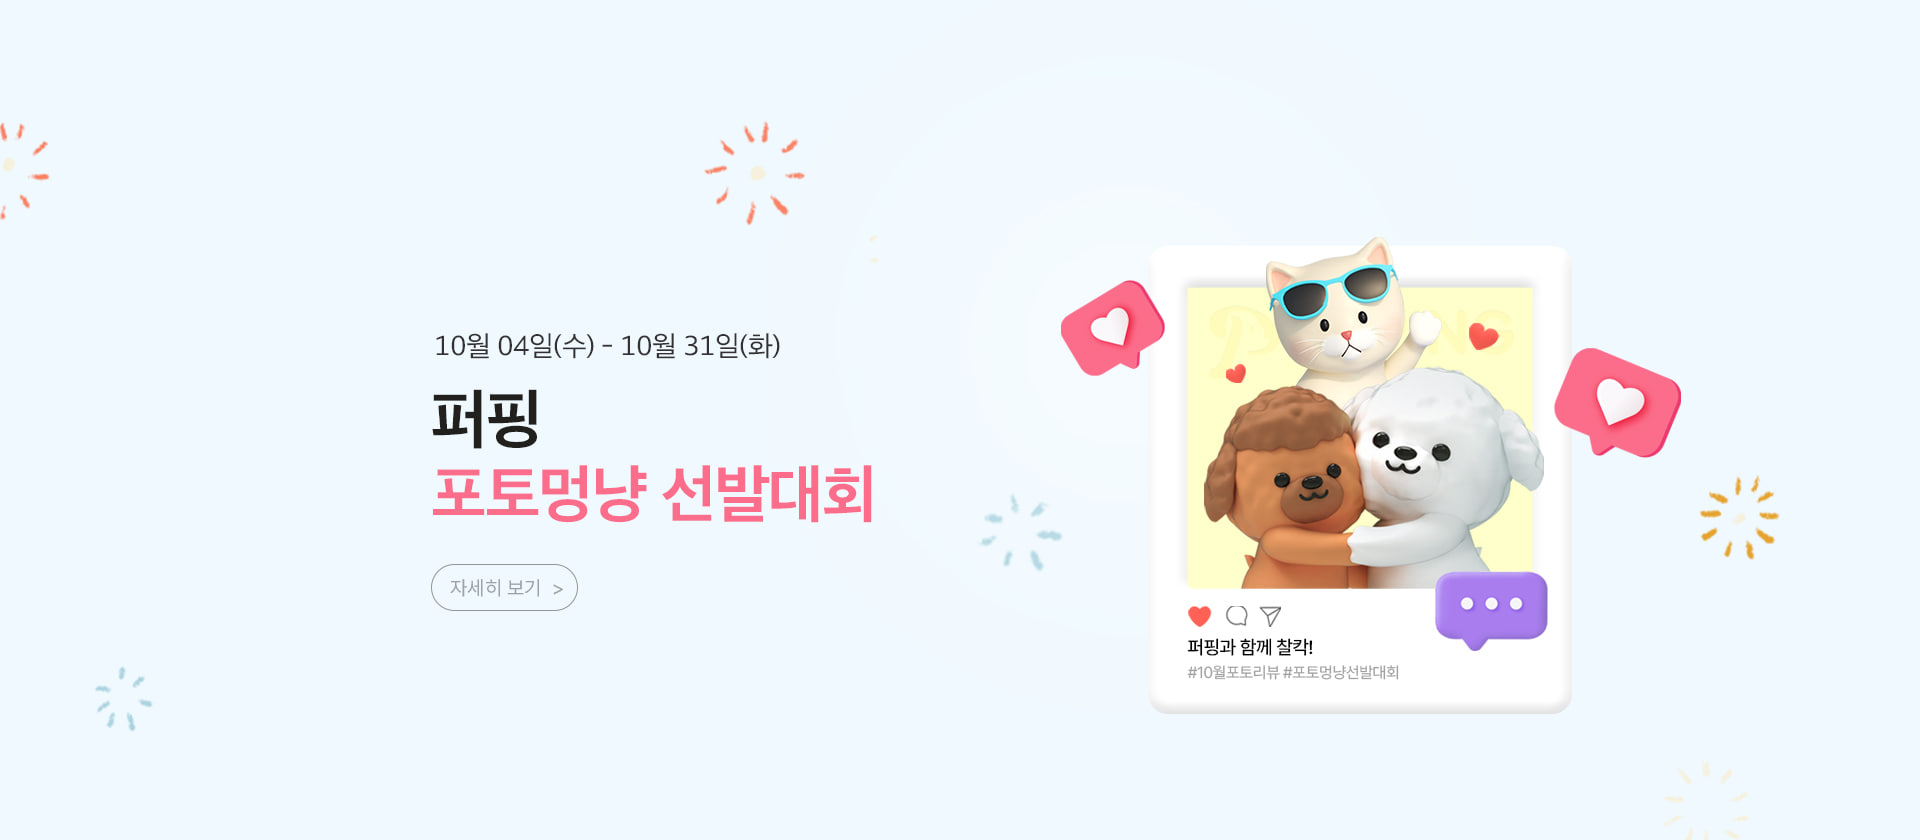 10월 04일(수) - 10월 31일(화)
퍼핑
포토멍냥 선발대회
자세히 보기 >
퍼핑과 함께 찰칵!
#10월포토리뷰 #포토멍냥선발대회